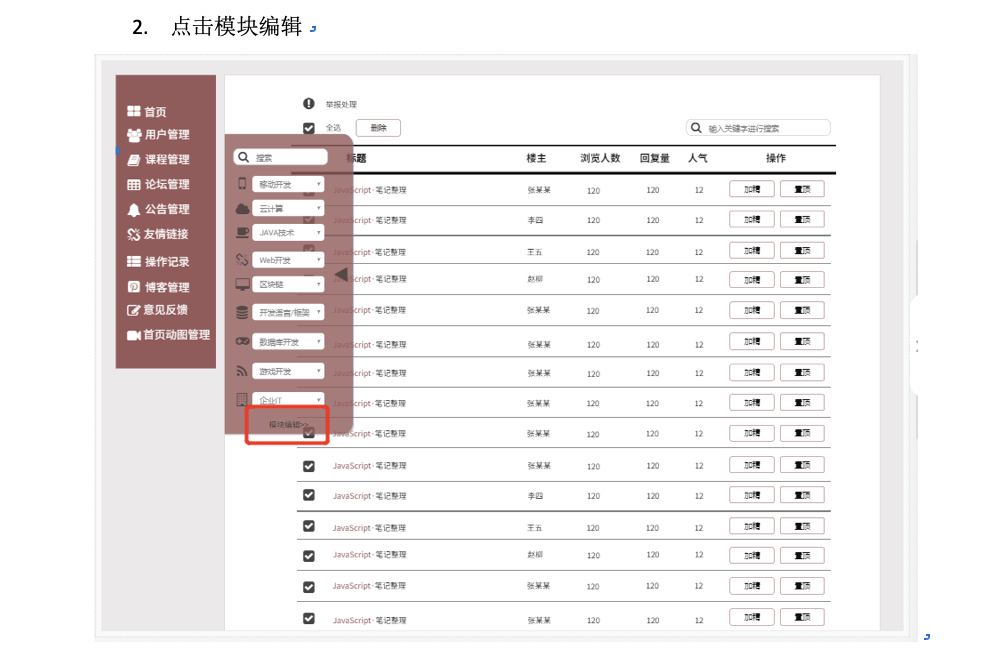 2. 点击模块编辑
首页
用户管理
课程管理
论坛管理
公告管理
友情链接
操作记录
博客管理
意见反馈
首页动图管理
举报处理
全选 删除 输入关键字进行搜索
搜索
移动开发
云计算
JAVA技术
Web开发
区块链
开发语言/框架
数据库开发
游戏开发
企业IT
模块编辑>>
标题 楼主 浏览人数 回复量 人气 操作
JavaScript·笔记整理 张某某 120 120 12 加精 置顶
JavaScript·笔记整理 李四 120 120 12 加精 置顶
JavaScript·笔记整理 王五 120 120 12 加精 置顶
JavaScript·笔记整理 赵柳 120 120 12 加精 置顶
JavaScript·笔记整理 张某某 120 120 12 加精 置顶
JavaScript·笔记整理 张某某 120 120 12 加精 置顶
JavaScript·笔记整理 张某某 120 120 12 加精 置顶
JavaScript·笔记整理 张某某 120 120 12 加精 置顶
JavaScript·笔记整理 张某某 120 120 12 加精 置顶
JavaScript·笔记整理 张某某 120 120 12 加精 置顶
JavaScript·笔记整理 李四 120 120 12 加精 置顶
JavaScript·笔记整理 王五 120 120 12 加精 置顶
JavaScript·笔记整理 赵柳 120 120 12 加精 置顶
JavaScript·笔记整理 张某某 120 120 12 加精 置顶
JavaScript·笔记整理 张某某 120 120 12 加精 置顶